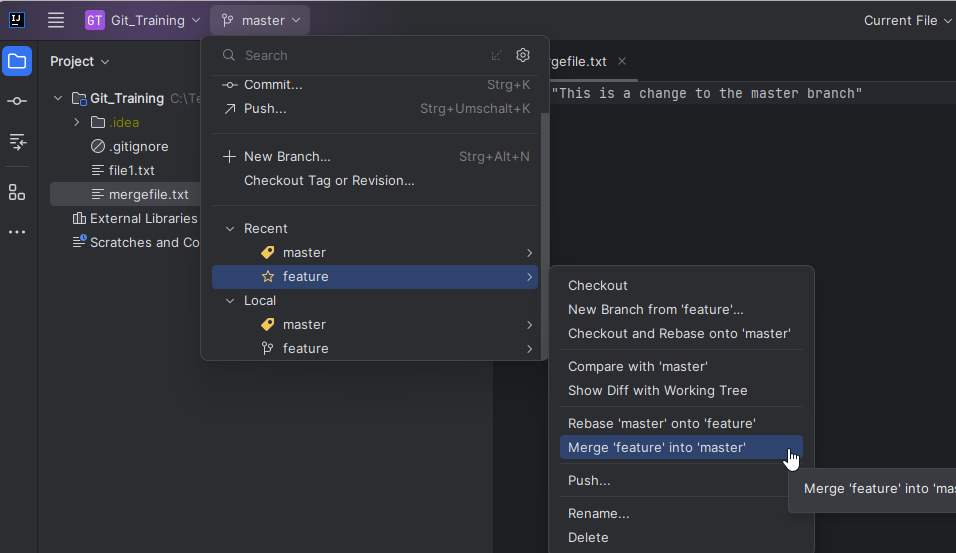 IJ
GT Git_Training master Current File
Project
Git_Training C:\Te
.idea
.gitignore
file1.txt
mergefile.txt
External Libraries
Scratches and Co
Search
Commit... Strg+K
Push... Strg+Umschalt+K
New Branch... Strg+Alt+N
Checkout Tag or Revision...
Recent
master
feature
Local
master
feature
gefile.txt
"This is a change to the master branch"
Checkout
New Branch from 'feature'...
Checkout and Rebase onto 'master'
Compare with 'master'
Show Diff with Working Tree
Rebase 'master' onto 'feature'
Merge 'feature' into 'master'
Push...
Rename...
Delete
Merge 'feature' into 'mas